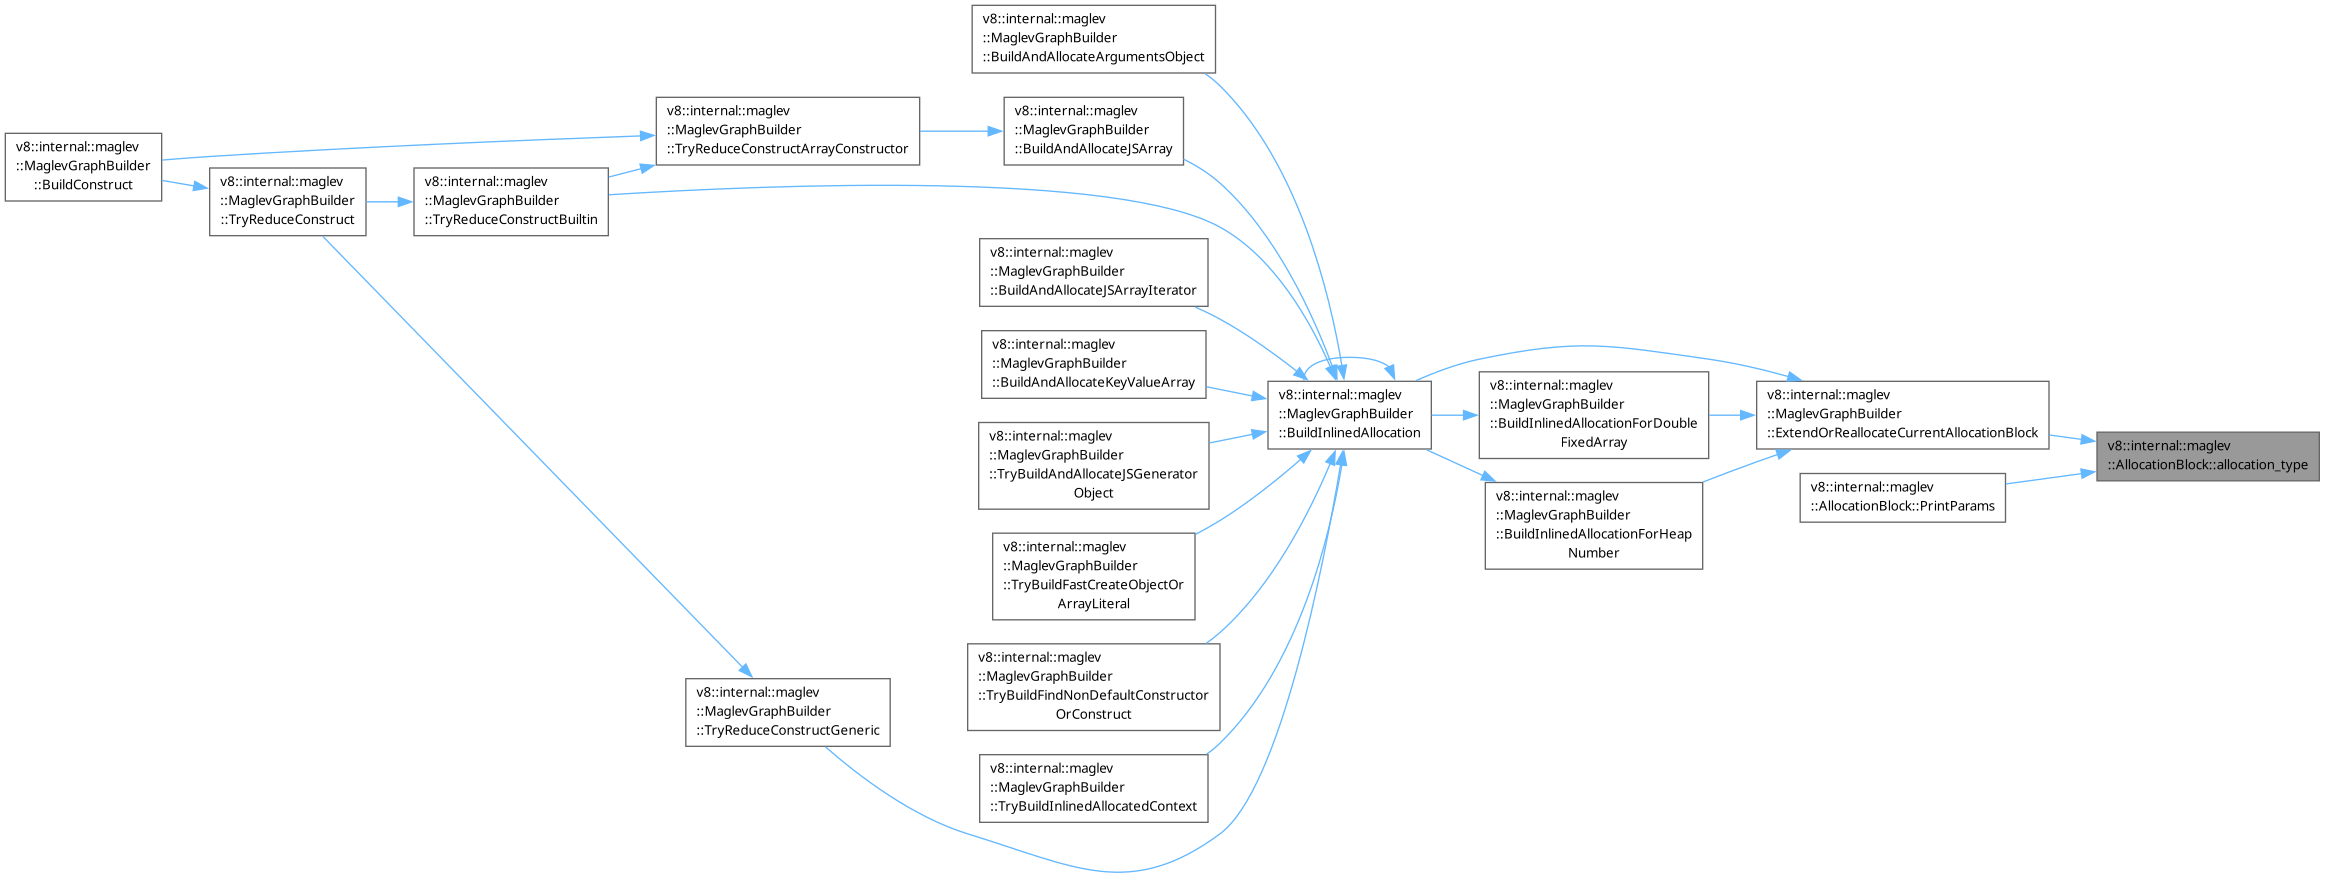 v8::internal::maglev
::MaglevGraphBuilder
::BuildAndAllocateArgumentsObject
v8::internal::maglev
::MaglevGraphBuilder
::TryReduceConstructArrayConstructor
v8::internal::maglev
::MaglevGraphBuilder
::BuildAndAllocateJSArray
v8::internal::maglev
::MaglevGraphBuilder
::BuildConstruct
v8::internal::maglev
::MaglevGraphBuilder
::TryReduceConstruct
v8::internal::maglev
::MaglevGraphBuilder
::TryReduceConstructBuiltin
v8::internal::maglev
::MaglevGraphBuilder
::BuildAndAllocateJSArrayIterator
v8::internal::maglev
::MaglevGraphBuilder
::BuildAndAllocateKeyValueArray
v8::internal::maglev
::MaglevGraphBuilder
::BuildInlinedAllocation
v8::internal::maglev
::MaglevGraphBuilder
::BuildInlinedAllocationForDouble
FixedArray
v8::internal::maglev
::MaglevGraphBuilder
::ExtendOrReallocateCurrentAllocationBlock
v8::internal::maglev
::AllocationBlock::allocation_type
v8::internal::maglev
::MaglevGraphBuilder
::TryBuildAndAllocateJSGenerator
Object
v8::internal::maglev
::AllocationBlock::PrintParams
v8::internal::maglev
::MaglevGraphBuilder
::BuildInlinedAllocationForHeap
Number
v8::internal::maglev
::MaglevGraphBuilder
::TryBuildFastCreateObjectOr
ArrayLiteral
v8::internal::maglev
::MaglevGraphBuilder
::TryBuildFindNonDefaultConstructor
OrConstruct
v8::internal::maglev
::MaglevGraphBuilder
::TryReduceConstructGeneric
v8::internal::maglev
::MaglevGraphBuilder
::TryBuildInlinedAllocatedContext